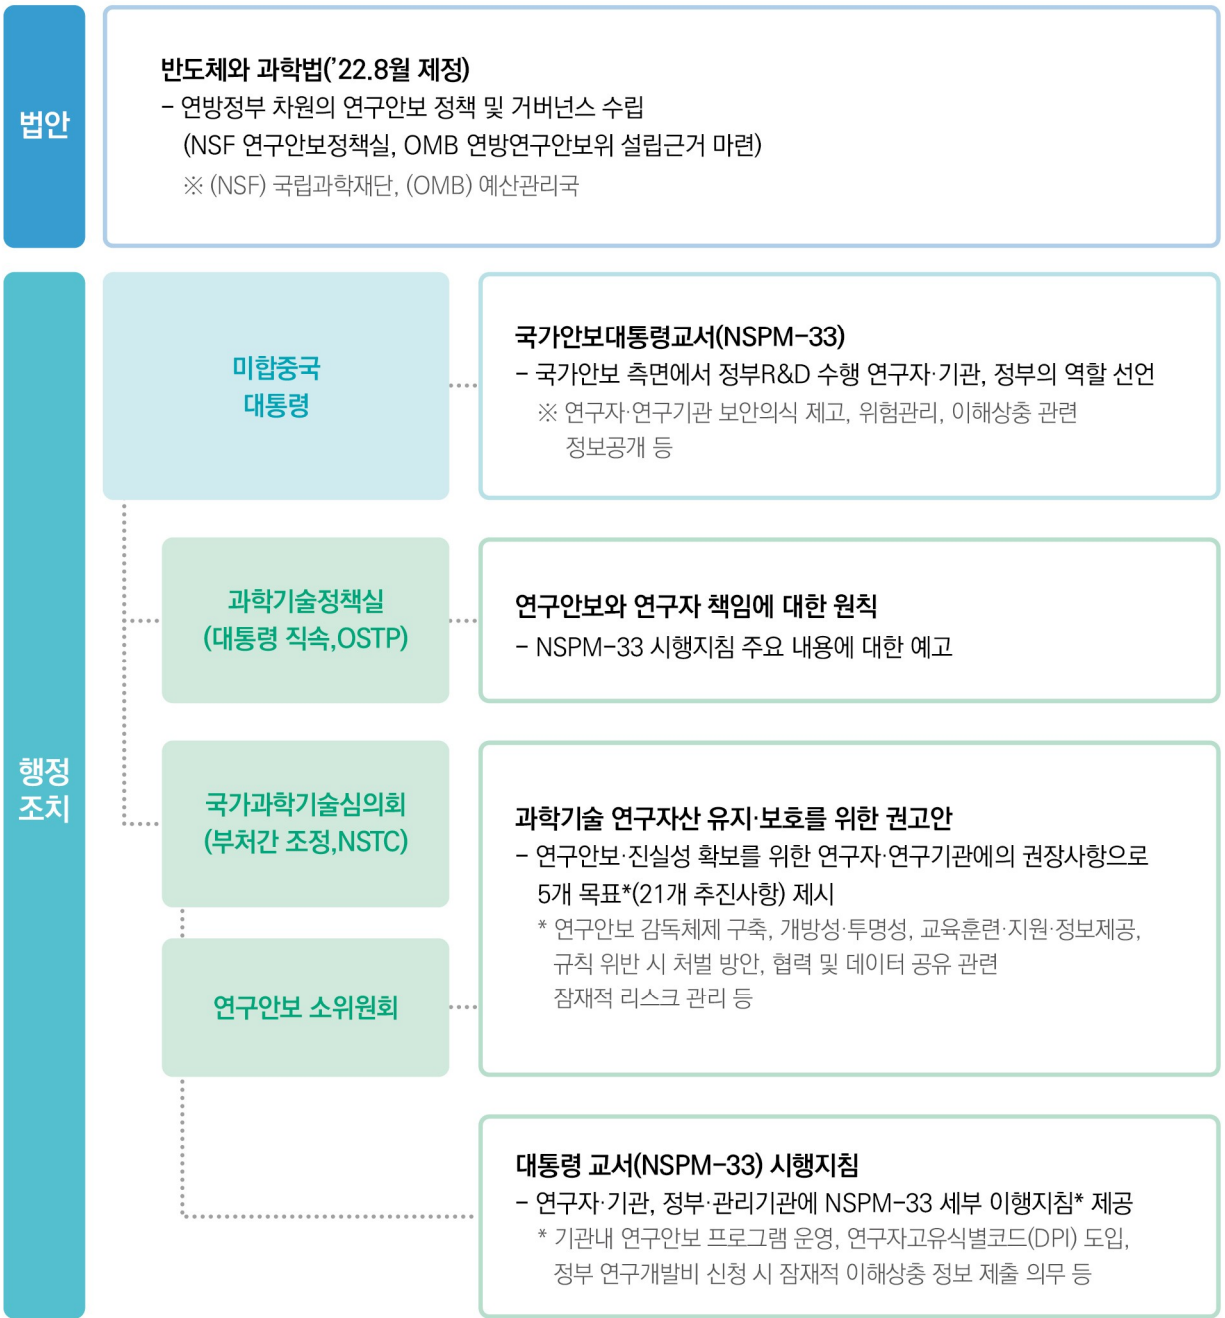 법안
반도체와 과학법('22.8월 제정)
- 연방정부 차원의 연구안보 정책 및 거버넌스 수립
(NSF 연구안보정책실, OMB 연방연구안보위 설립근거 마련)
※ (NSF) 국립과학재단, (OMB) 예산관리국
행정
조치
미합중국
대통령
국가안보대통령교서(NSPM-33)
- 국가안보 측면에서 정부R&D 수행 연구자·기관, 정부의 역할 선언
※ 연구자·연구기관 보안의식 제고, 위험관리, 이해상충 관련
정보공개 등
과학기술정책실
(대통령 직속,OSTP)
연구안보와 연구자 책임에 대한 원칙
- NSPM-33 시행지침 주요 내용에 대한 예고
국가과학기술심의회
(부처간 조정,NSTC)
연구안보 소위원회
과학기술 연구자산 유지·보호를 위한 권고안
- 연구안보·진실성 확보를 위한 연구자·연구기관에의 권장사항으로
5개 목표*(21개 추진사항) 제시
* 연구안보 감독체제 구축, 개방성·투명성, 교육훈련·지원·정보제공,
규칙 위반 시 처벌 방안, 협력 및 데이터 공유 관련
잠재적 리스크 관리 등
대통령 교서(NSPM-33) 시행지침
- 연구자·기관, 정부·관리기관에 NSPM-33 세부 이행지침* 제공
* 기관내 연구안보 프로그램 운영, 연구자고유식별코드(DPI) 도입,
정부 연구개발비 신청 시 잠재적 이해상충 정보 제출 의무 등